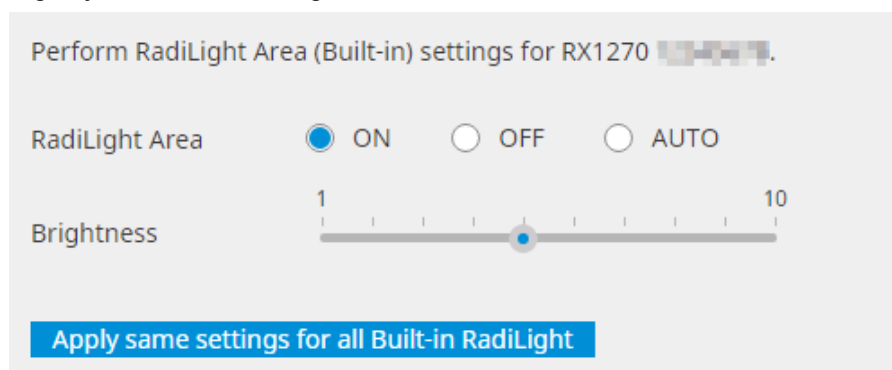 Perform RadiLight Area (Built-in) settings for RX1270 .
RadiLight Area ON OFF AUTO
1 10
Brightness
Apply same settings for all Built-in RadiLight